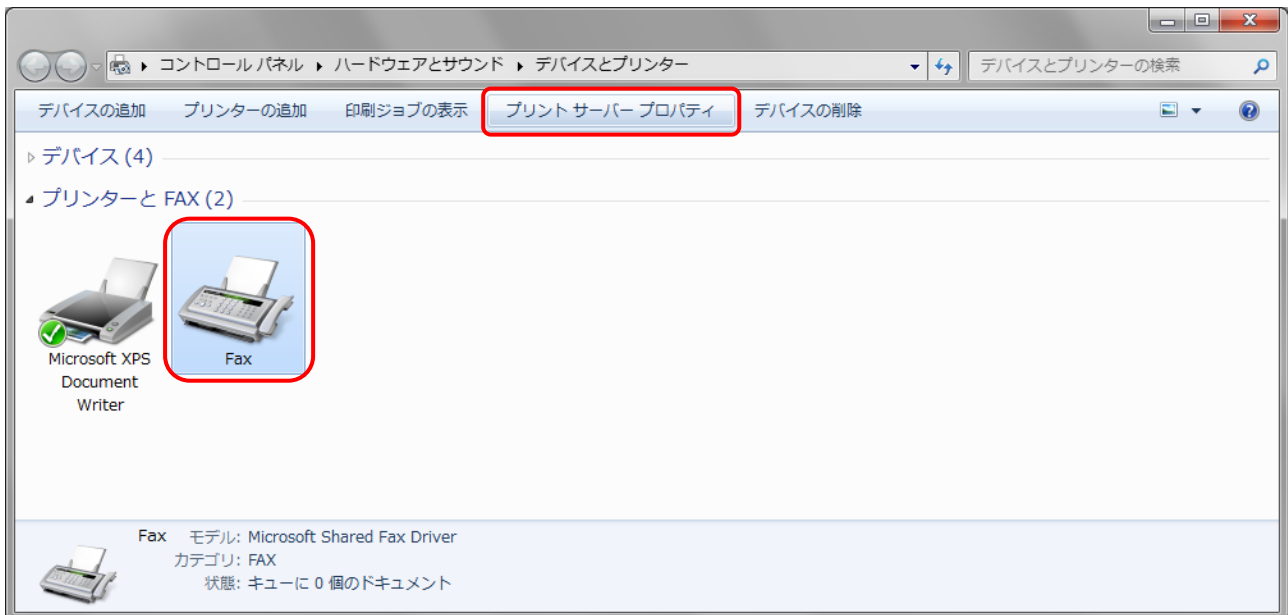 コントロール パネル ハードウェアとサウンド デバイスとプリンター デバイスとプリンターの検索
デバイスの追加 プリンターの追加 印刷ジョブの表示 プリント サーバー プロパティ デバイスの削除
デバイス (4)
プリンターと FAX (2)
Microsoft XPS
Document
Writer
Fax
Fax モデル: Microsoft Shared Fax Driver
カテゴリ: FAX
状態: キューに 0 個のドキュメント